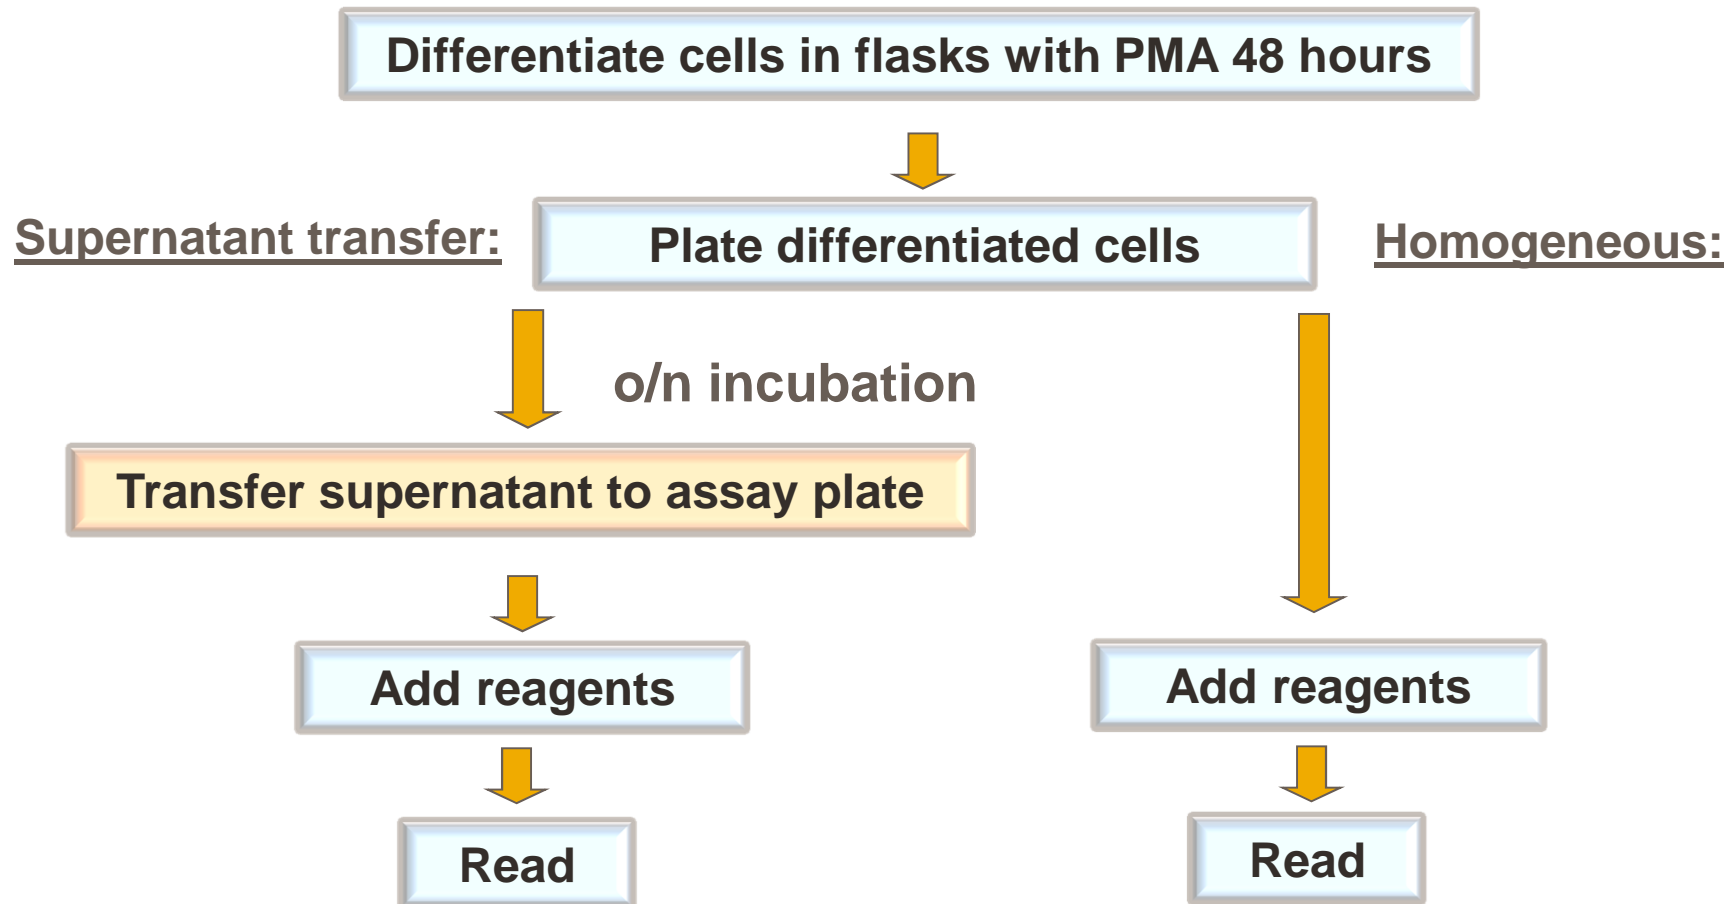 Differentiate cells in flasks with PMA 48 hours
Supernatant transfer:
Plate differentiated cells
Homogeneous:
o/n incubation
Transfer supernatant to assay plate
Add reagents
Add reagents
Read
Read